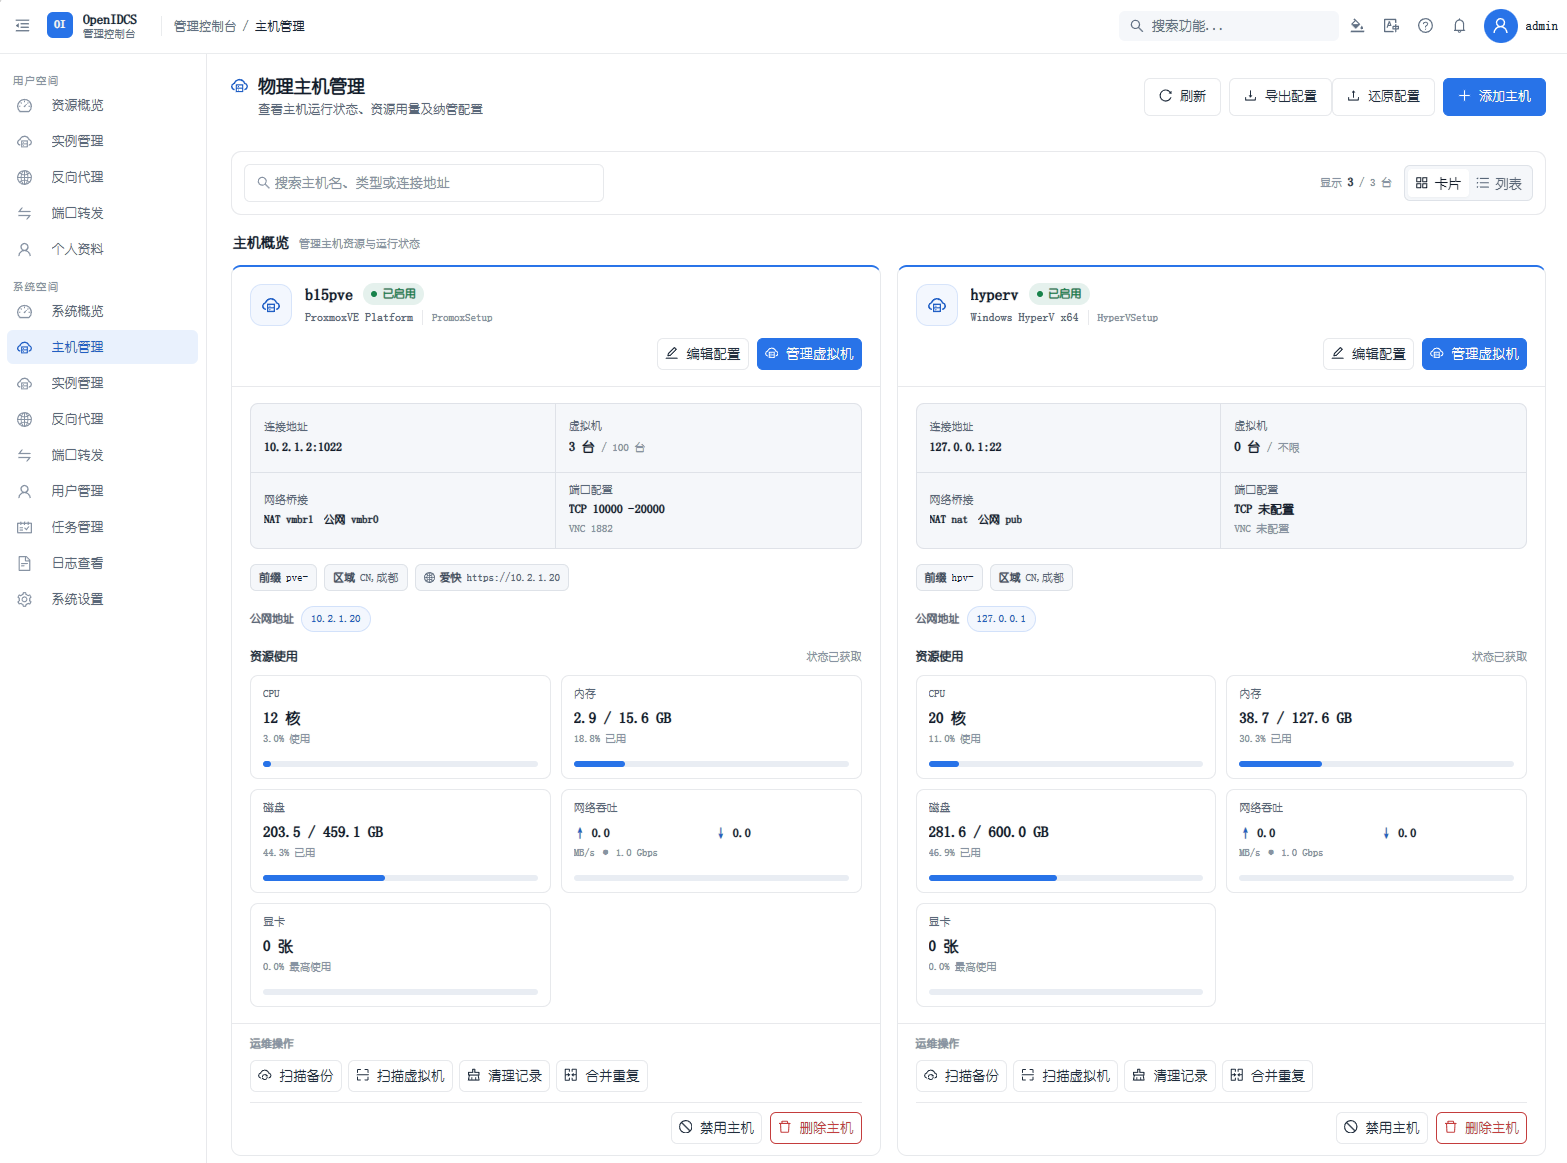 OI OpenIDCS 管理控制台
管理控制台 / 主机管理
搜索功能...
admin
用户空间
资源概览
实例管理
反向代理
端口转发
个人资料
系统空间
系统概览
主机管理
实例管理
反向代理
端口转发
用户管理
任务管理
日志查看
系统设置
物理主机管理
查看主机运行状态、资源用量及纳管配置
刷新
导出配置
还原配置
添加主机
搜索主机名、类型或连接地址
显示 3 / 3 台
卡片
列表
主机概览 管理主机资源与运行状态
b15pve 已启用
ProxmoxVE Platform PromoxSetup
编辑配置
管理虚拟机
连接地址
10.2.1.2:1022
虚拟机
3 台 / 100 台
网络桥接
NAT vmbr1 公网 vmbr0
端口配置
TCP 10000 -20000
VNC 1882
前缀 pve-
区域 CN,成都
爱快 https://10.2.1.20
公网地址 10.2.1.20
资源使用
状态已获取
CPU
12 核
3.0% 使用
内存
2.9 / 15.6 GB
18.8% 已用
磁盘
203.5 / 459.1 GB
44.3% 已用
网络吞吐
↑ 0.0 ↓ 0.0
MB/s • 1.0 Gbps
显卡
0 张
0.0% 最高使用
运维操作
扫描备份
扫描虚拟机
清理记录
合并重复
禁用主机
删除主机
hyperv 已启用
Windows HyperV x64 HyperVSetup
编辑配置
管理虚拟机
连接地址
127.0.0.1:22
虚拟机
0 台 / 不限
网络桥接
NAT nat 公网 pub
端口配置
TCP 未配置
VNC 未配置
前缀 hpv-
区域 CN,成都
公网地址 127.0.0.1
资源使用
状态已获取
CPU
20 核
11.0% 使用
内存
38.7 / 127.6 GB
30.3% 已用
磁盘
281.6 / 600.0 GB
46.9% 已用
网络吞吐
↑ 0.0 ↓ 0.0
MB/s • 1.0 Gbps
显卡
0 张
0.0% 最高使用
运维操作
扫描备份
扫描虚拟机
清理记录
合并重复
禁用主机
删除主机